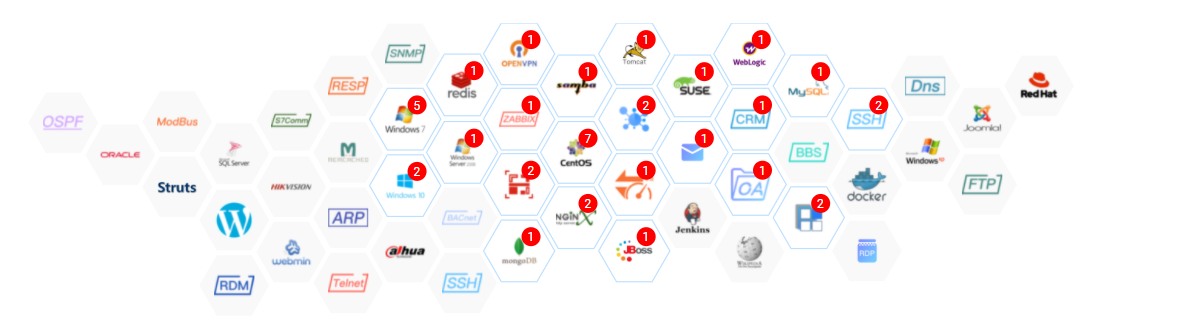 SNMP
1
OPENVPN
1
Tomcat
1
WebLogic
RESP
1
redis
1
samba
1
SUSE
1
MySQL
Dns
RedHat
OSPF
ModBus
S7Comm
5
Windows 7
1
ZABBIX
2
1
CRM
2
SSH
Joomla!
ORACLE
SQL Server
1
Windows
7
CentOS
1
BBS
Windows XP
Struts
HIKVISION
2
Windows 10
2
1
1
OA
docker
FTP
ARP
BACnet
2
NGINX
Jenkins
2
webmin
alhua
1
mongoDB
1
JBoss
RDP
RDM
Telnet
SSH